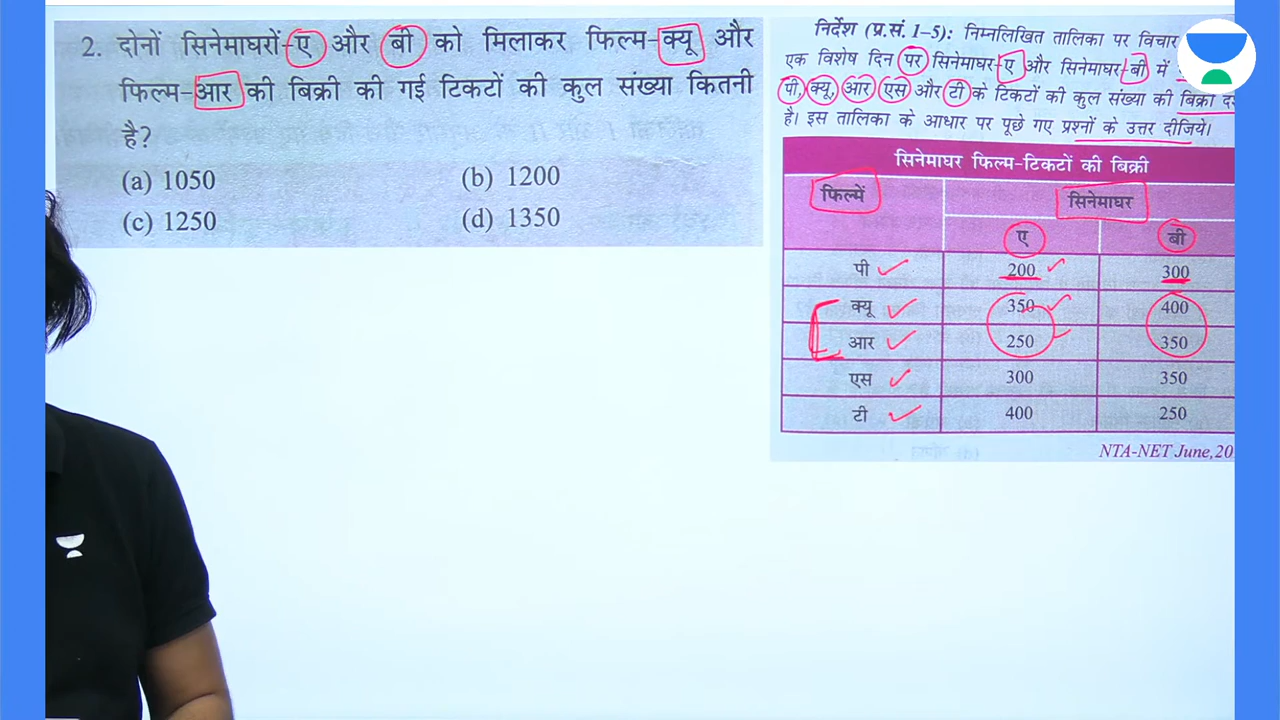 2. दोनों सिनेमाघरों-ए और बी को मिलाकर फिल्म-क्यू और
फिल्म-आर की बिक्री की गई टिकटों की कुल संख्या कितनी
है?
(a) 1050 (b) 1200
(c) 1250 (d) 1350
निर्देश (प्र.सं. 1–5): निम्नलिखित तालिका पर विचार
एक विशेष दिन पर सिनेमाघर-ए और सिनेमाघर-बी में
पी, क्यू, आर एस और टी के टिकटों की कुल संख्या की बिक्री
है। इस तालिका के आधार पर पूछे गए प्रश्नों के उत्तर दीजिये।
सिनेमाघर फिल्म-टिकटों की बिक्री
फिल्में सिनेमाघर
ए बी
पी 200 300
क्यू 350 400
आर 250 350
एस 300 350
टी 400 250
NTA-NET June,20